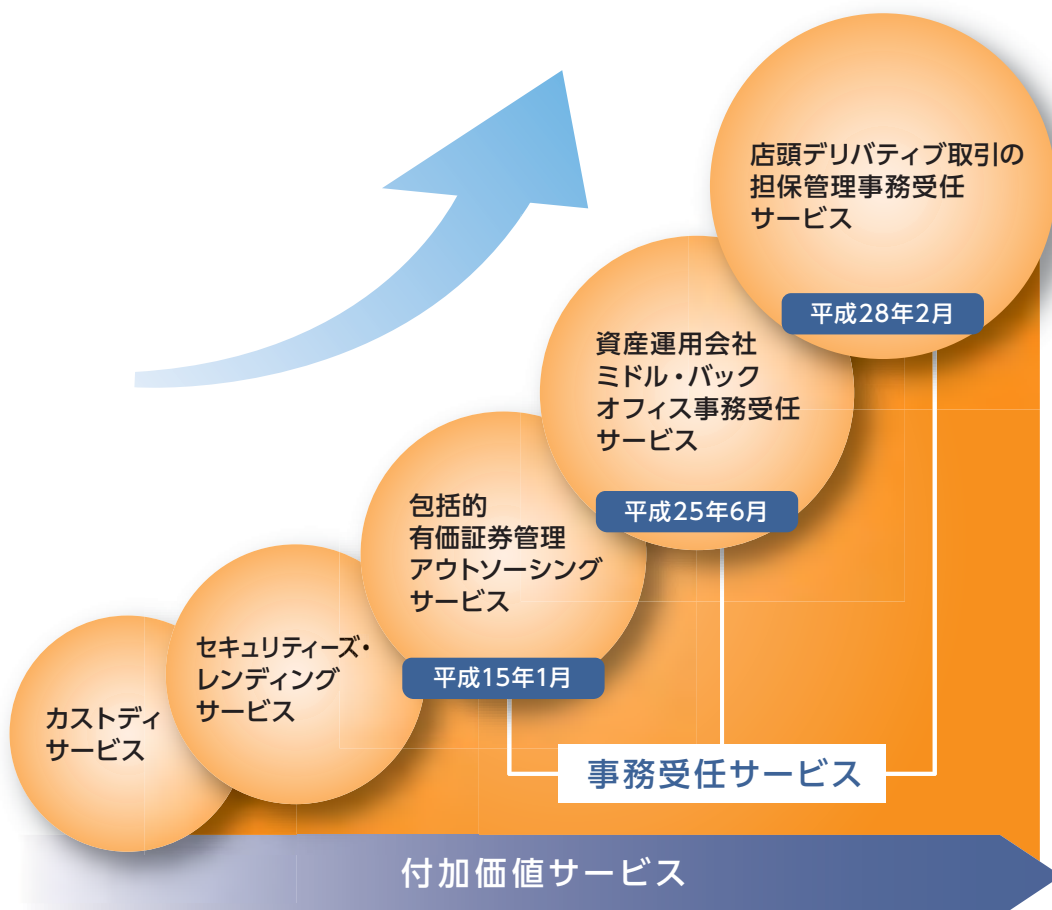 店頭デリバティブ取引の
担保管理事務受任
サービス
平成28年2月
資産運用会社
ミドル・バック
オフィス事務受任
サービス
平成25年6月
包括的
有価証券管理
アウトソーシング
サービス
平成15年1月
セキュリティーズ・
レンディング
サービス
カストディ
サービス
事務受任サービス
付加価値サービス